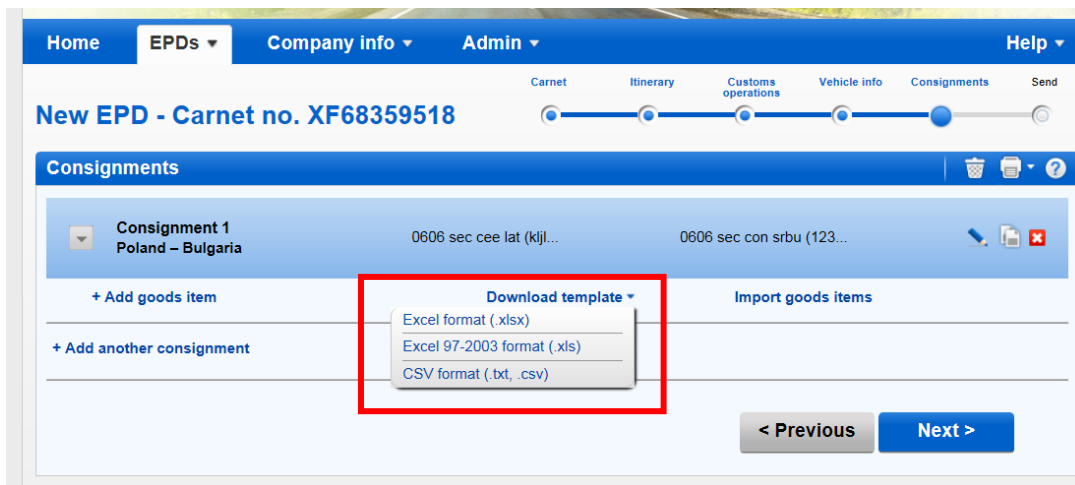 Home EPDs Company info Admin Help
Carnet Itinerary Customs operations Vehicle info Consignments Send
New EPD - Carnet no. XF68359518
Consignments
Consignment 1
Poland – Bulgaria
0606 sec cee lat (kljl...
0606 sec con srbu (123...
+ Add goods item
Download template
Import goods items
Excel format (.xlsx)
Excel 97-2003 format (.xls)
CSV format (.txt, .csv)
+ Add another consignment
< Previous
Next >